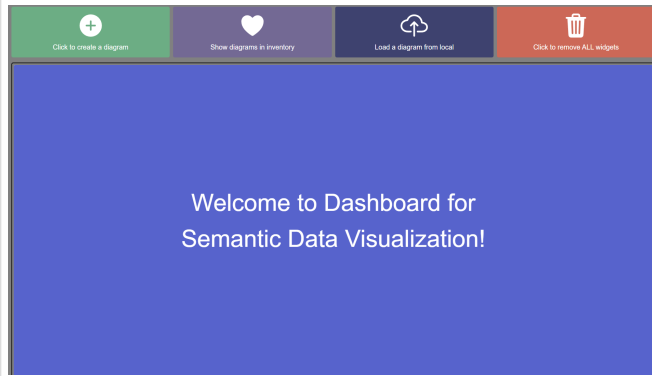 Click to create a diagram
Show diagrams in inventory
Load a diagram from local
Click to remove ALL widgets
Welcome to Dashboard for
Semantic Data Visualization!